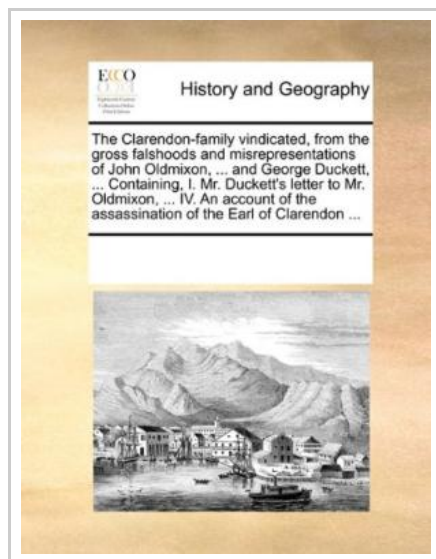 ECCO
History and Geography
The Clarendon-family vindicated, from the
gross falshoods and misrepresentations
of John Oldmixon, ... and George Duckett,
... Containing, I. Mr. Duckett's letter to Mr.
Oldmixon, ... IV. An account of the
assassination of the Earl of Clarendon ...